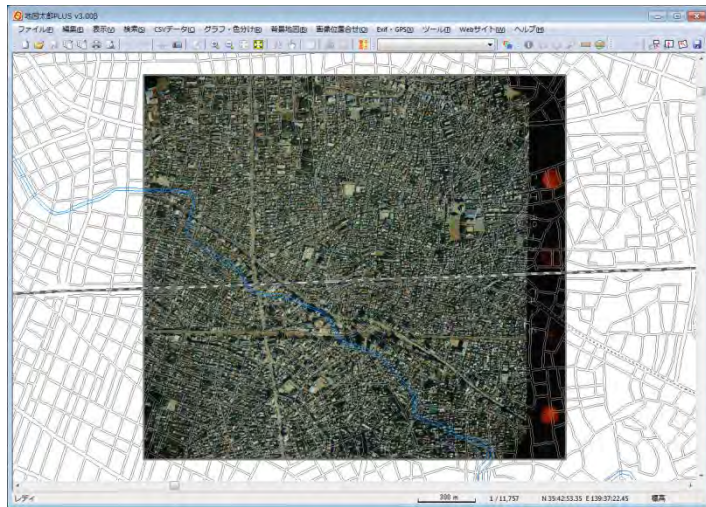 地図太郎PLUS v3.00β
ファイル(F) 編集(E) 表示(V) 検索(S) CSVデータ(C) グラフ・色分け(R) 背景地図(B) 画像位置合せ(O) Exif・GPS(X) ツール(T) Webサイト(W) ヘルプ(H)
レディ 300 m 1 / 11,757 N 35:42:53.35 E 139:37:22.45 標高